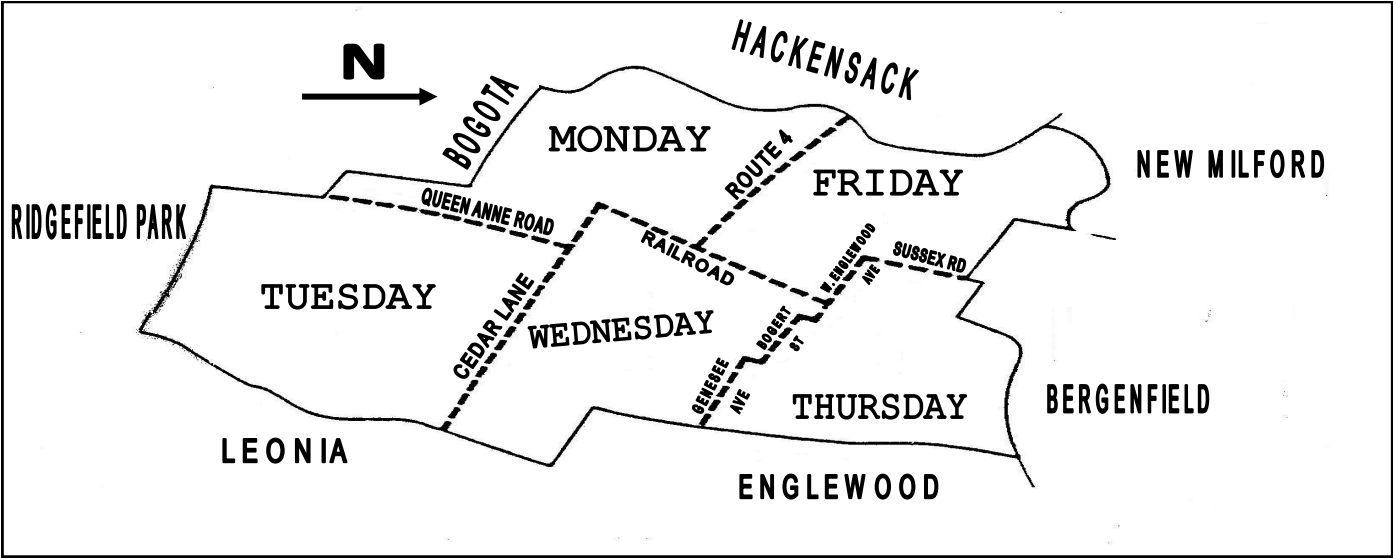 N
HACKENSACK
BOGOTA
MONDAY
ROUTE 4
FRIDAY
NEW MILFORD
RIDGEFIELD PARK
QUEEN ANNE ROAD
RAILROAD
W. ENGLEWOOD
AVE
SUSSEX RD
TUESDAY
CEDAR LANE
WEDNESDAY
BOGERT
ST
GENESEE
AVE
THURSDAY
BERGENFIELD
LEONIA
ENGLEWOOD